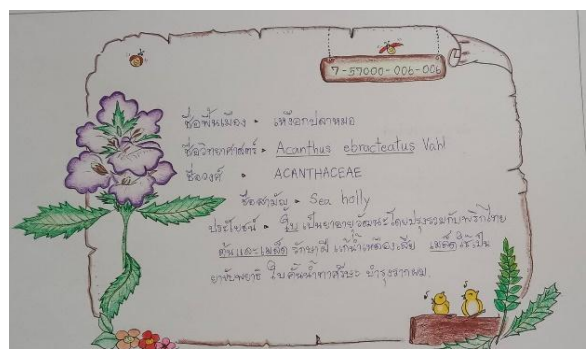 7-57000-006-006
ชื่อพื้นเมือง • เหงือกปลาหมอ
ชื่อวิทยาศาสตร์ • Acanthus ebracteatus Vahl
ชื่อวงศ์ • ACANTHACEAE
ชื่อสามัญ • Sea holly
ประโยชน์ • ใบ เป็นยาอายุวัฒนะโดยปรุงรวมกับพริกไทย
ต้นและเมล็ด รักษาฝี แก้น้ำเหลืองเสีย เมล็ดใช้เป็น
ยาขับพยาธิ ใบ คั้นน้ำทาศรีษะ บำรุงรากผม